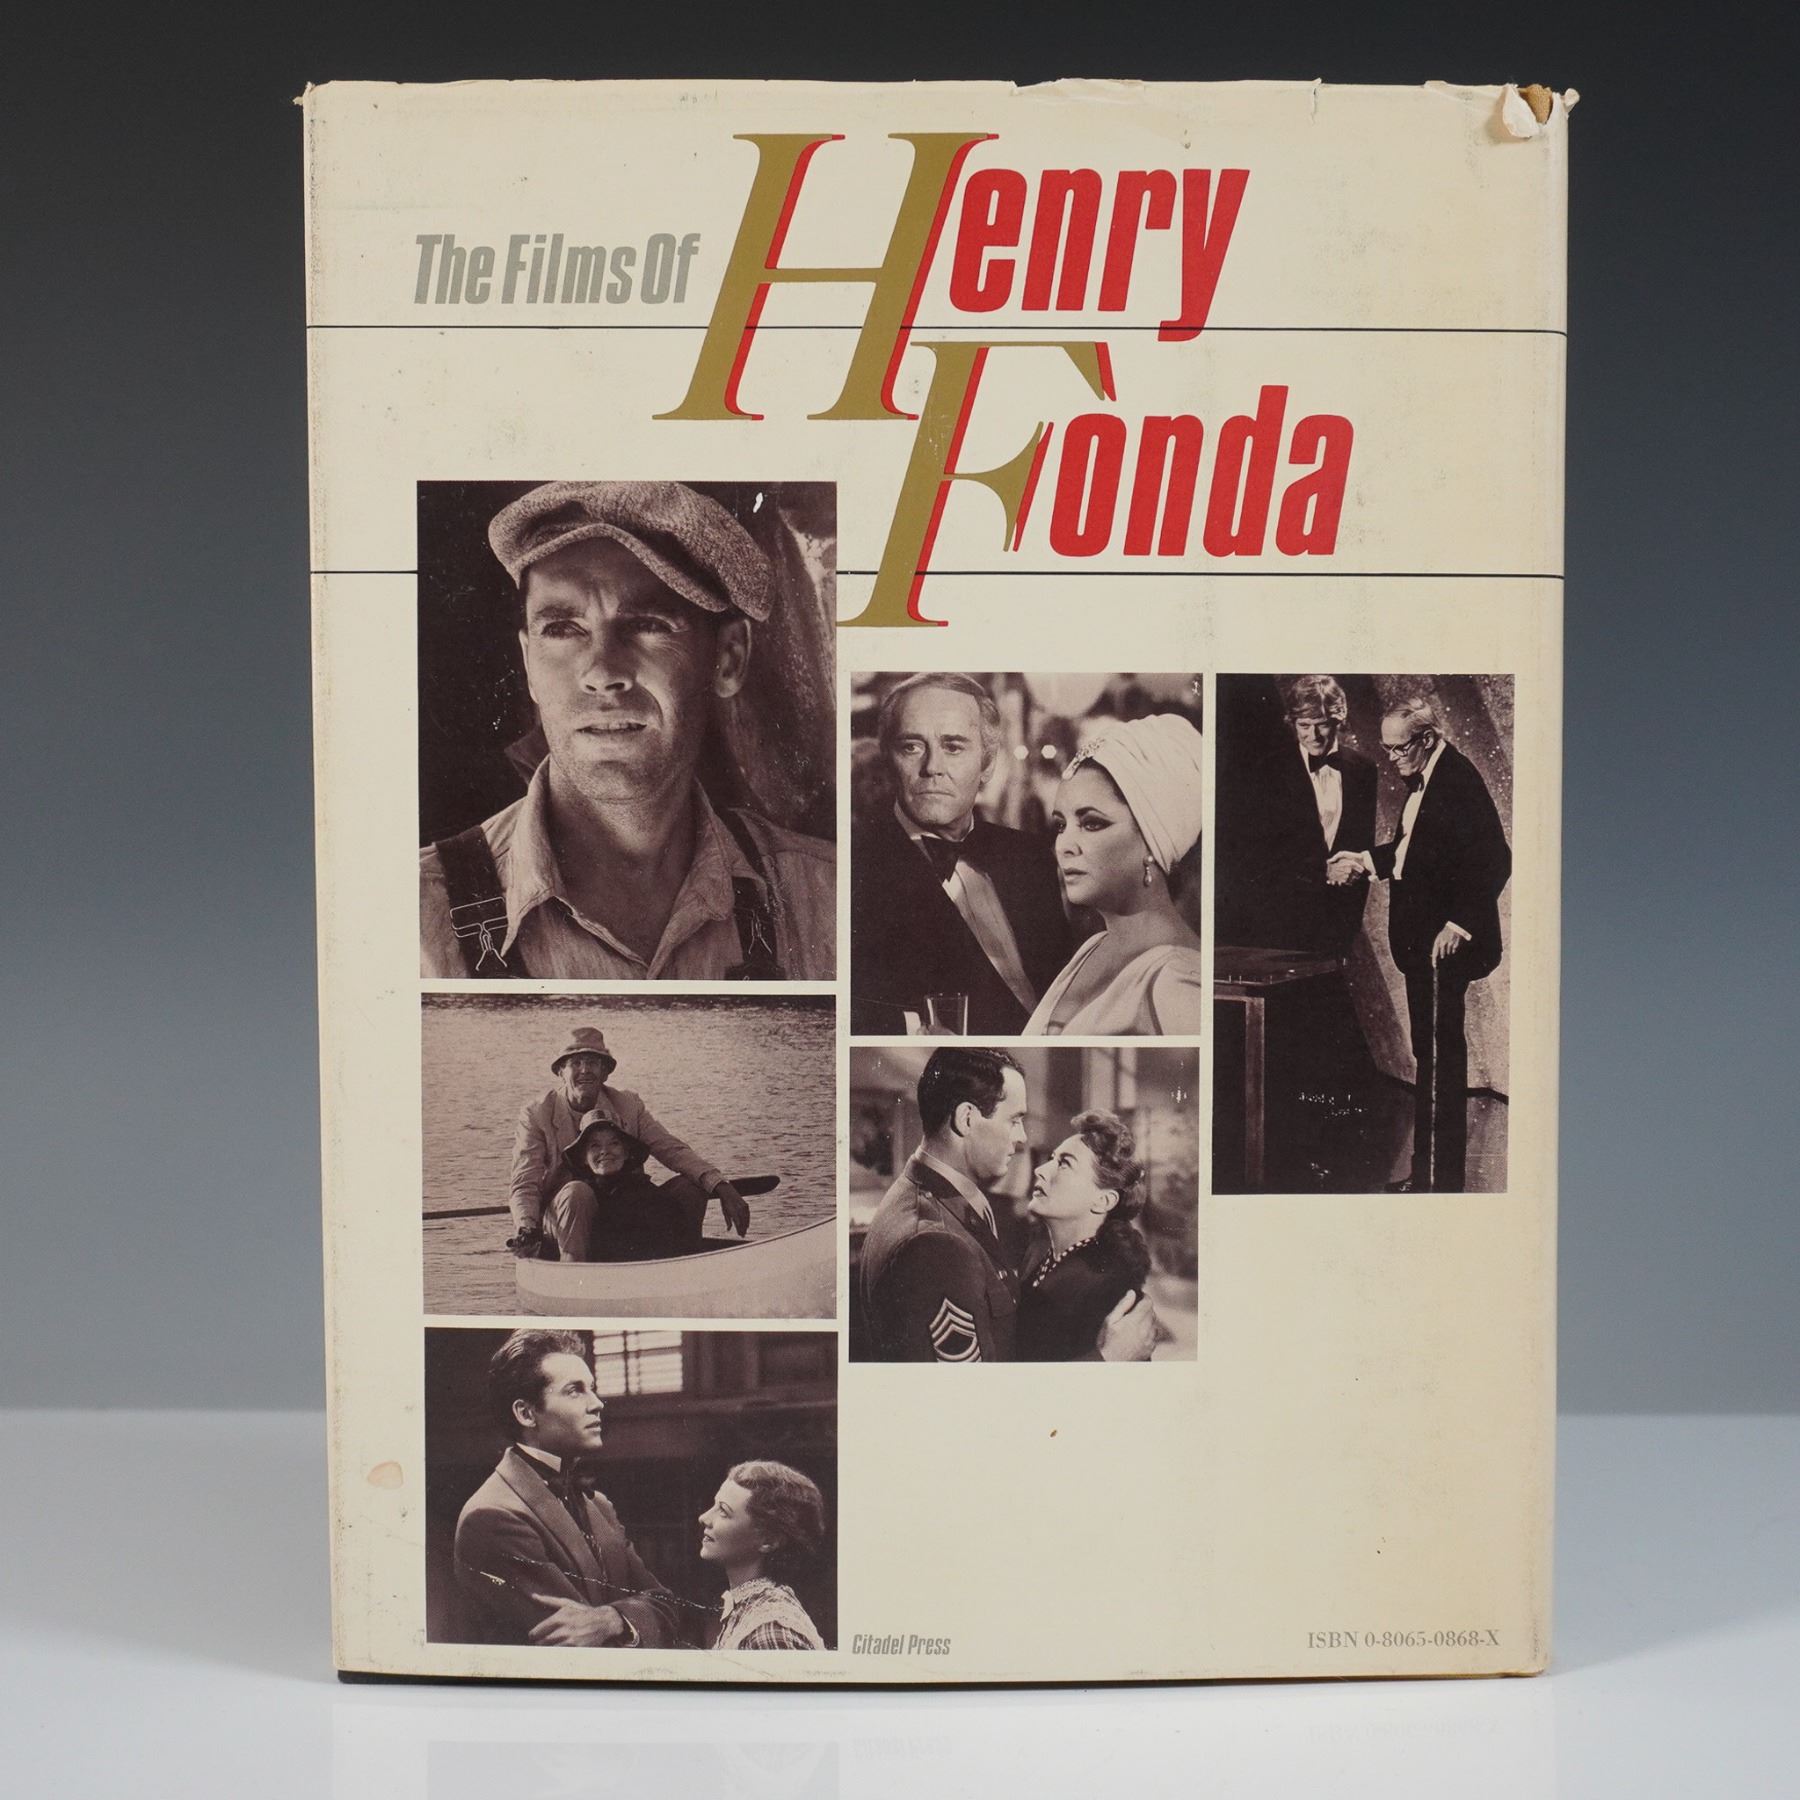 The Films Of Henry
Fonda
Citadel Press
ISBN 0-8065-0868-X